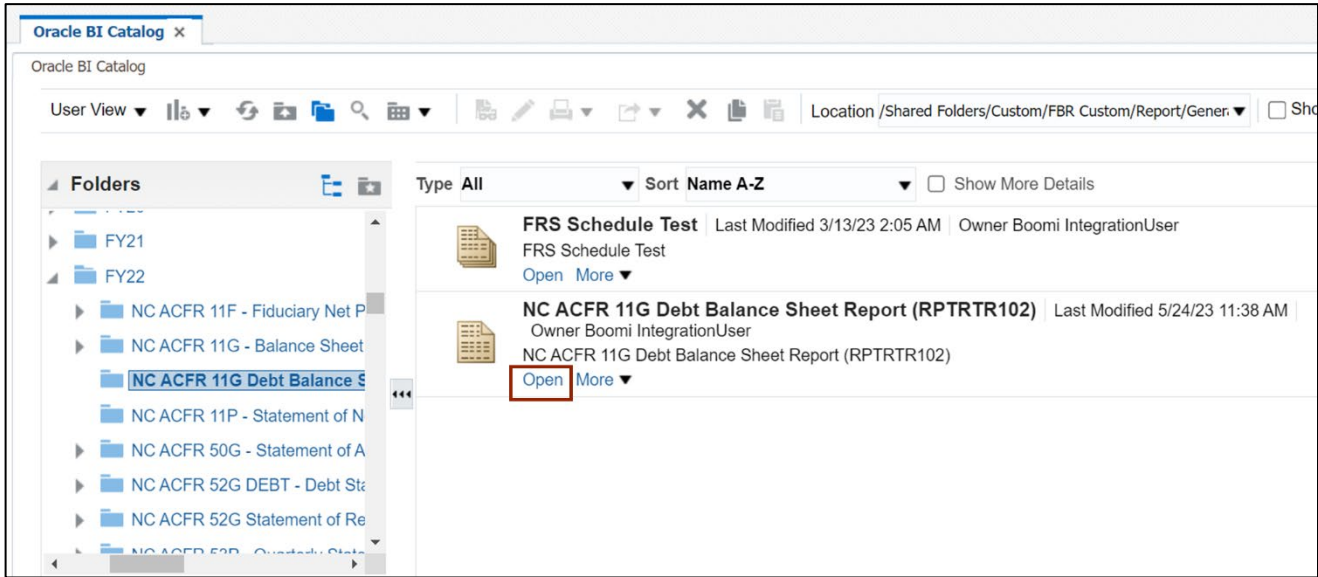 Oracle BI Catalog ×
Oracle BI Catalog
User View
Location /Shared Folders/Custom/FBR Custom/Report/Gener
Sho
Folders
FY21
FY22
NC ACFR 11F - Fiduciary Net P
NC ACFR 11G - Balance Sheet
NC ACFR 11G Debt Balance S
NC ACFR 11P - Statement of N
NC ACFR 50G - Statement of A
NC ACFR 52G DEBT - Debt Sta
NC ACFR 52G Statement of Re
Type All Sort Name A-Z Show More Details
FRS Schedule Test Last Modified 3/13/23 2:05 AM Owner Boomi IntegrationUser
FRS Schedule Test
Open More
NC ACFR 11G Debt Balance Sheet Report (RPTRTR102) Last Modified 5/24/23 11:38 AM
Owner Boomi IntegrationUser
NC ACFR 11G Debt Balance Sheet Report (RPTRTR102)
Open More